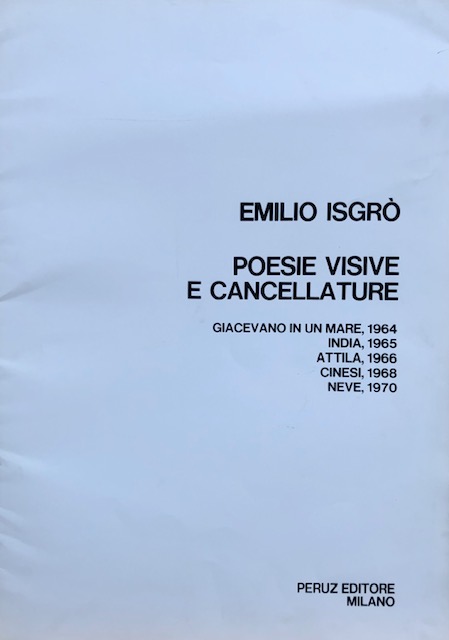 EMILIO ISGRÒ
POESIE VISIVE
E CANCELLATURE
GIACEVANO IN UN MARE, 1964
INDIA, 1965
ATTILA, 1966
CINESI, 1968
NEVE, 1970
PERUZ EDITORE
MILANO